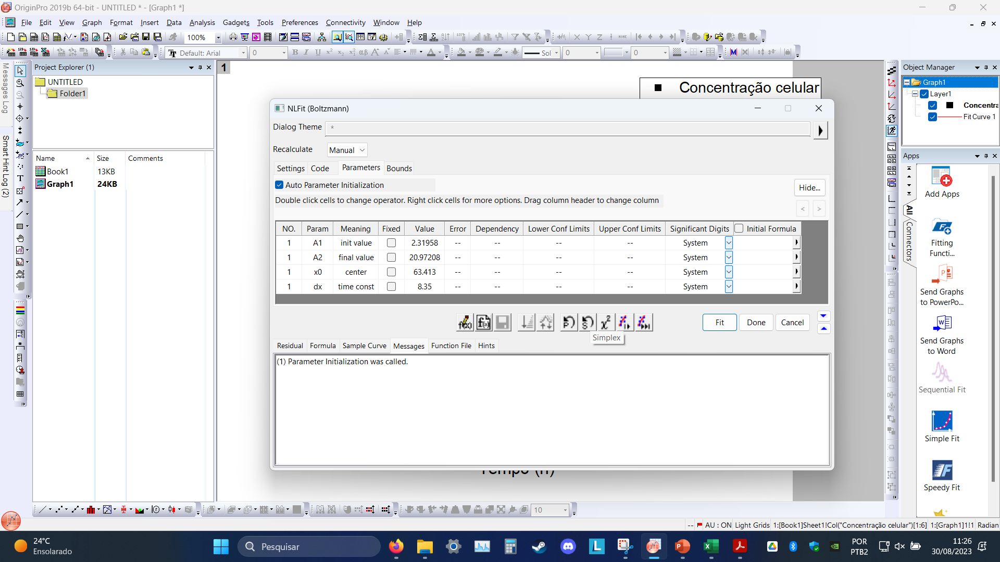 OriginPro 2019b 64-bit - UNTITLED * - [Graph1 *]
File Edit View Graph Format Insert Data Analysis Gadgets Tools Preferences Connectivity Window Help
100%
Default: Arial 0 B I U Sol 0 0
Messages Log
Smart Hint Log (2)
Project Explorer (1)
UNTITLED
Folder1
Name Size Comments
Book1 13KB
Graph1 24KB
1
Concentração celular
NLFit (Boltzmann)
Dialog Theme *
Recalculate Manual
Settings Code Parameters Bounds
Auto Parameter Initialization
Hide...
Double click cells to change operator. Right click cells for more options. Drag column header to change column
< >
NO. Param Meaning Fixed Value Error Dependency Lower Conf Limits Upper Conf Limits Significant Digits Initial Formula
1 A1 init value 2.31958 -- -- -- -- System
1 A2 final value 20.97208 -- -- -- -- System
1 x0 center 63.413 -- -- -- -- System
1 dx time const 8.35 -- -- -- -- System
Fit Done Cancel
Simplex
Residual Formula Sample Curve Messages Function File Hints
(1) Parameter Initialization was called.
Tempo (h)
Object Manager
Graph1
Layer1
Concentra
Fit Curve 1
Apps
All
Connectors
Add Apps
Fitting
Functi...
Send Graphs
to PowerPo...
Send Graphs
to Word
Sequential Fit
Simple Fit
Speedy Fit
10
-- AU : ON Light Grids 1:[Book1]Sheet1!Col("Concentração celular")[1:6] 1:[Graph1]1!1 Radian
24°C
Ensolarado
Pesquisar
POR
PTB2
11:26
30/08/2023